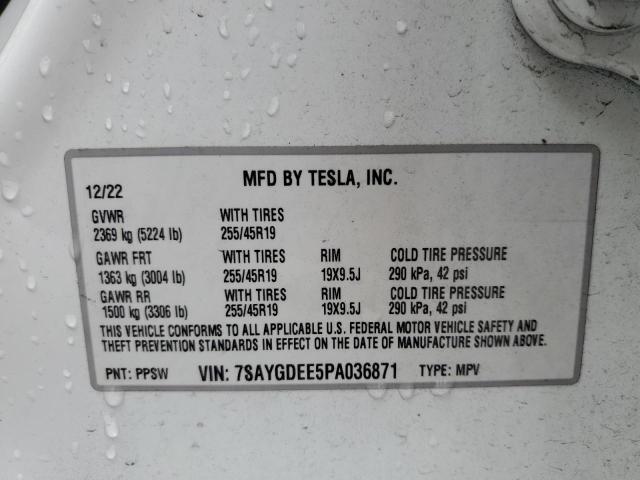 MFD BY TESLA, INC.
12/22
GVWR WITH TIRES
2369 kg (5224 lb) 255/45R19
GAWR FRT WITH TIRES RIM COLD TIRE PRESSURE
1363 kg (3004 lb) 255/45R19 19X9.5J 290 kPa, 42 psi
GAWR RR WITH TIRES RIM COLD TIRE PRESSURE
1500 kg (3306 lb) 255/45R19 19X9.5J 290 kPa, 42 psi
THIS VEHICLE CONFORMS TO ALL APPLICABLE U.S. FEDERAL MOTOR VEHICLE SAFETY AND
THEFT PREVENTION STANDARDS IN EFFECT ON THE DATE OF MANUFACTURE SHOWN ABOVE.
PNT: PPSW VIN: 7SAYGDEE5PA036871 TYPE: MPV